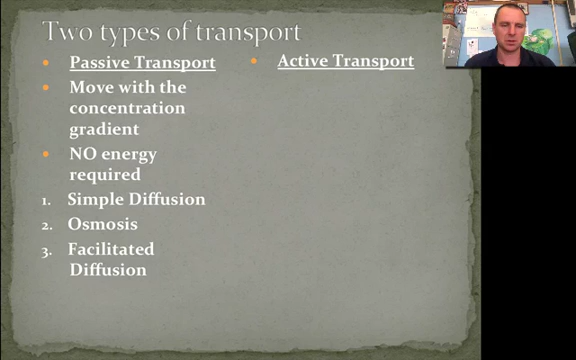 Two types of transport
Passive Transport
Move with the
concentration
gradient
NO energy
required
1. Simple Diffusion
2. Osmosis
3. Facilitated
Diffusion
Active Transport